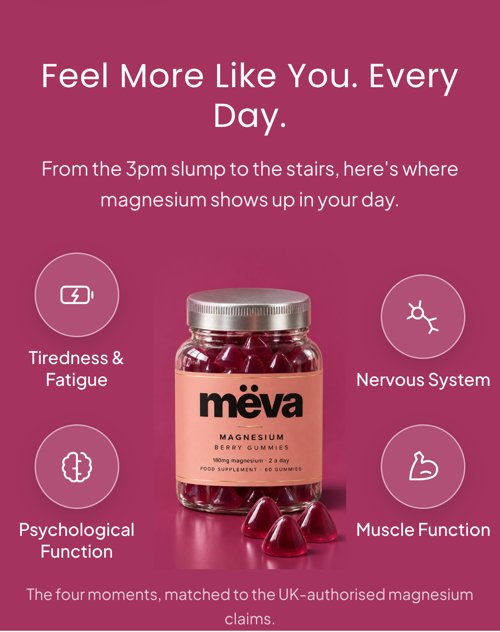 Feel More Like You. Every
Day.
From the 3pm slump to the stairs, here's where
magnesium shows up in your day.
Tiredness &
Fatigue
Nervous System
mëva
MAGNESIUM
BERRY GUMMIES
180mg magnesium · 2 a day
FOOD SUPPLEMENT · 60 GUMMIES
Psychological
Function
Muscle Function
The four moments, matched to the UK-authorised magnesium
claims.